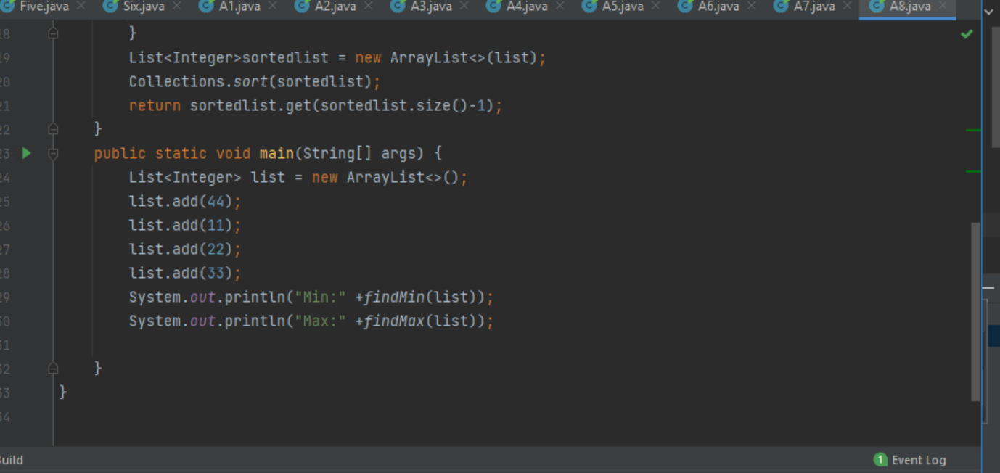 Five.java Six.java A1.java A2.java A3.java A4.java A5.java A6.java A7.java A8.java
18 }
19 List<Integer>sortedlist = new ArrayList<>(list);
20 Collections.sort(sortedlist);
21 return sortedlist.get(sortedlist.size()-1);
22 }
23 public static void main(String[] args) {
24 List<Integer> list = new ArrayList<>();
25 list.add(44);
26 list.add(11);
27 list.add(22);
28 list.add(33);
29 System.out.println("Min:" +findMin(list));
30 System.out.println("Max:" +findMax(list));
31
32 }
33 }
34
Build 1 Event Log